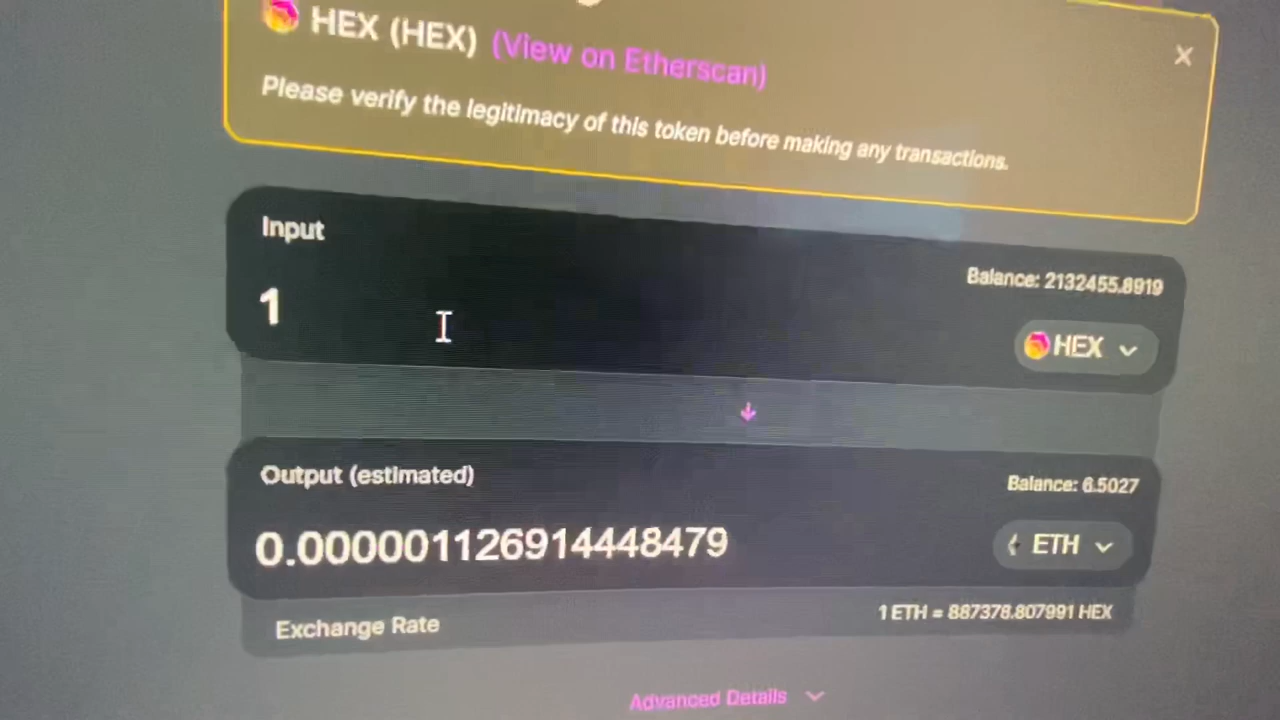 HEX (HEX) (View on Etherscan)
Please verify the legitimacy of this token before making any transactions.
Input
Balance: 2132455.8919
1
HEX
Output (estimated)
Balance: 6.5027
0.000001126914448479
ETH
Exchange Rate
1 ETH = 887378.807991 HEX
Advanced Details